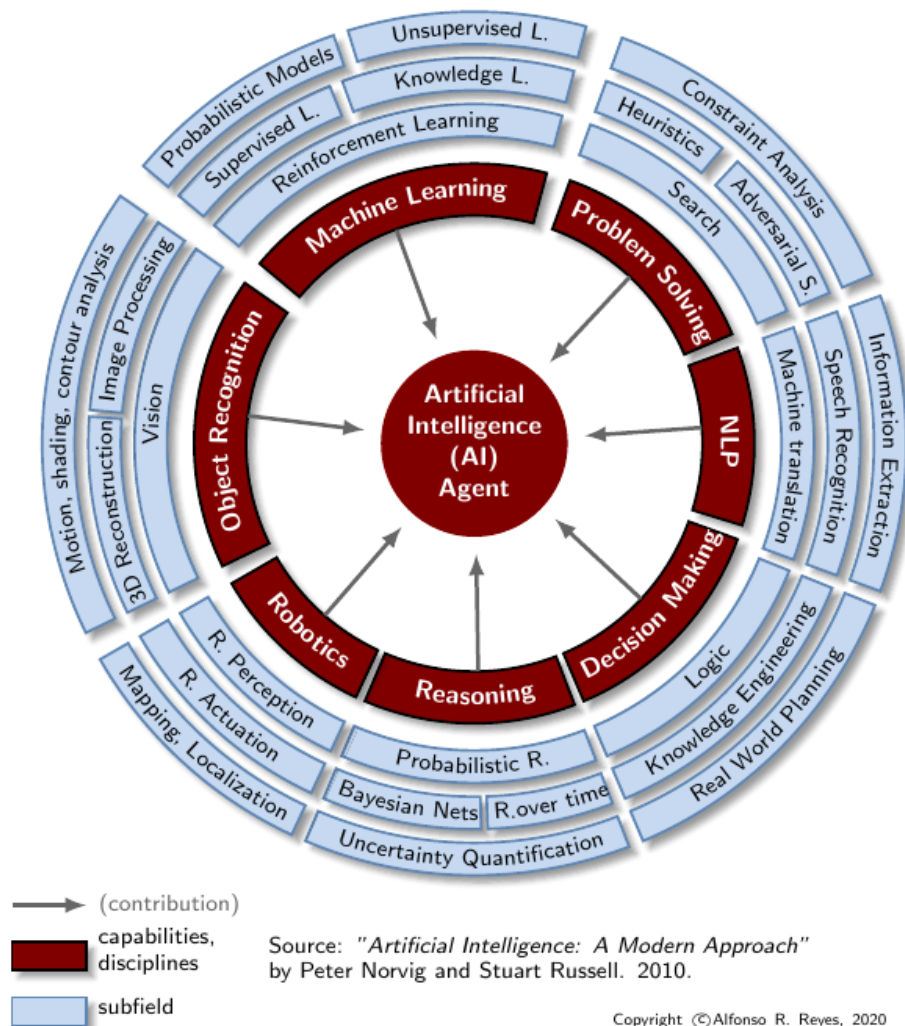 Unsupervised L.
Probabilistic Models
Knowledge L.
Supervised L.
Reinforcement Learning
Machine Learning
Constraint Analysis
Heuristics
Adversarial S.
Search
Problem Solving
Information Extraction
Speech Recognition
Machine translation
NLP
Motion, shading, contour analysis
Image Processing
3D Reconstruction
Vision
Object Recognition
Artificial
Intelligence
(AI)
Agent
Decision Making
Logic
Knowledge Engineering
Real World Planning
Robotics
R. Perception
R. Actuation
Mapping, Localization
Reasoning
Probabilistic R.
Bayesian Nets
R.over time
Uncertainty Quantification
(contribution)
capabilities,
disciplines
subfield
Source: "Artificial Intelligence: A Modern Approach"
by Peter Norvig and Stuart Russell. 2010.
Copyright ©Alfonso R. Reyes, 2020